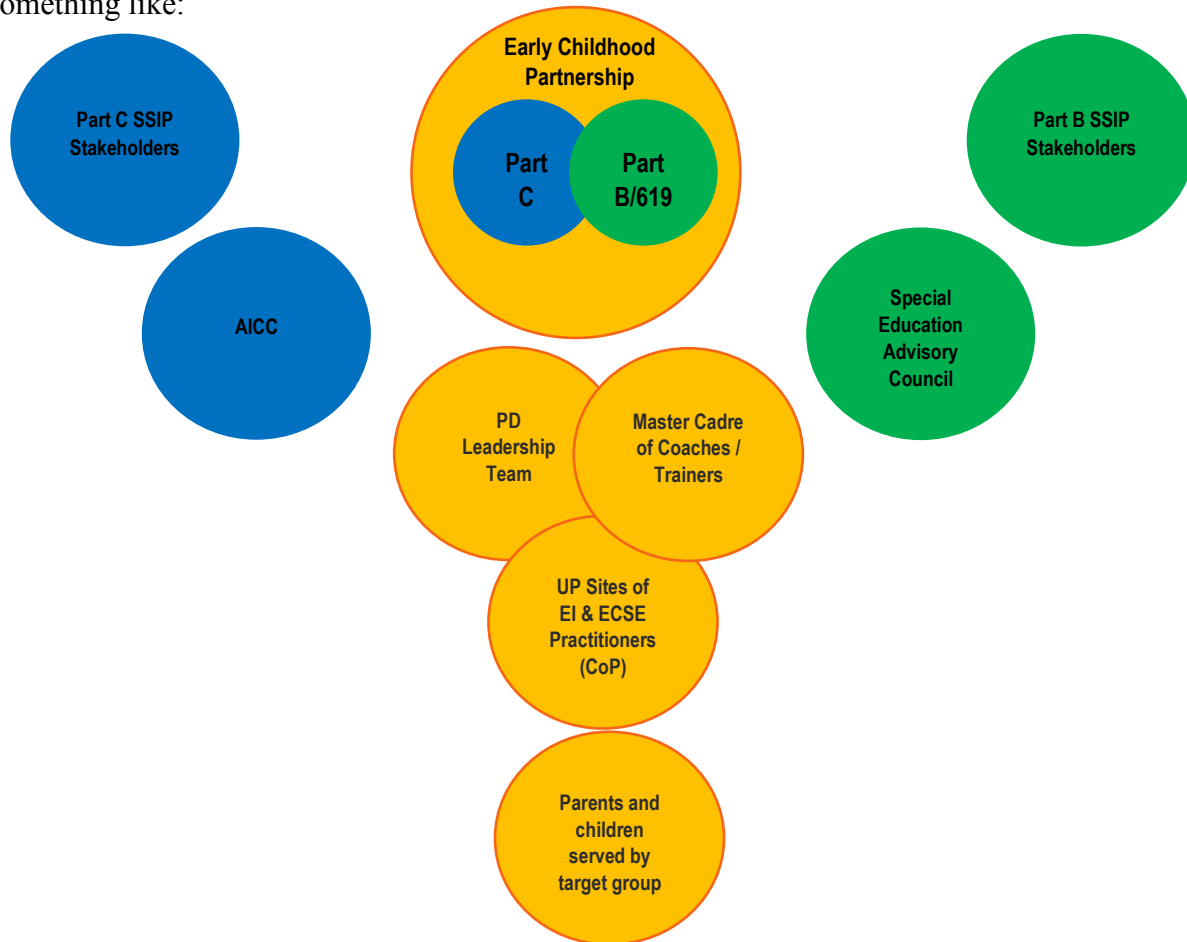 something like:
Early Childhood
Partnership
Part C SSIP
Stakeholders
Part
C
Part
B/619
Part B SSIP
Stakeholders
AICC
Special
Education
Advisory
Council
PD
Leadership
Team
Master Cadre
of Coaches /
Trainers
UP Sites of
EI & ECSE
Practitioners
(CoP)
Parents and
children
served by
target group